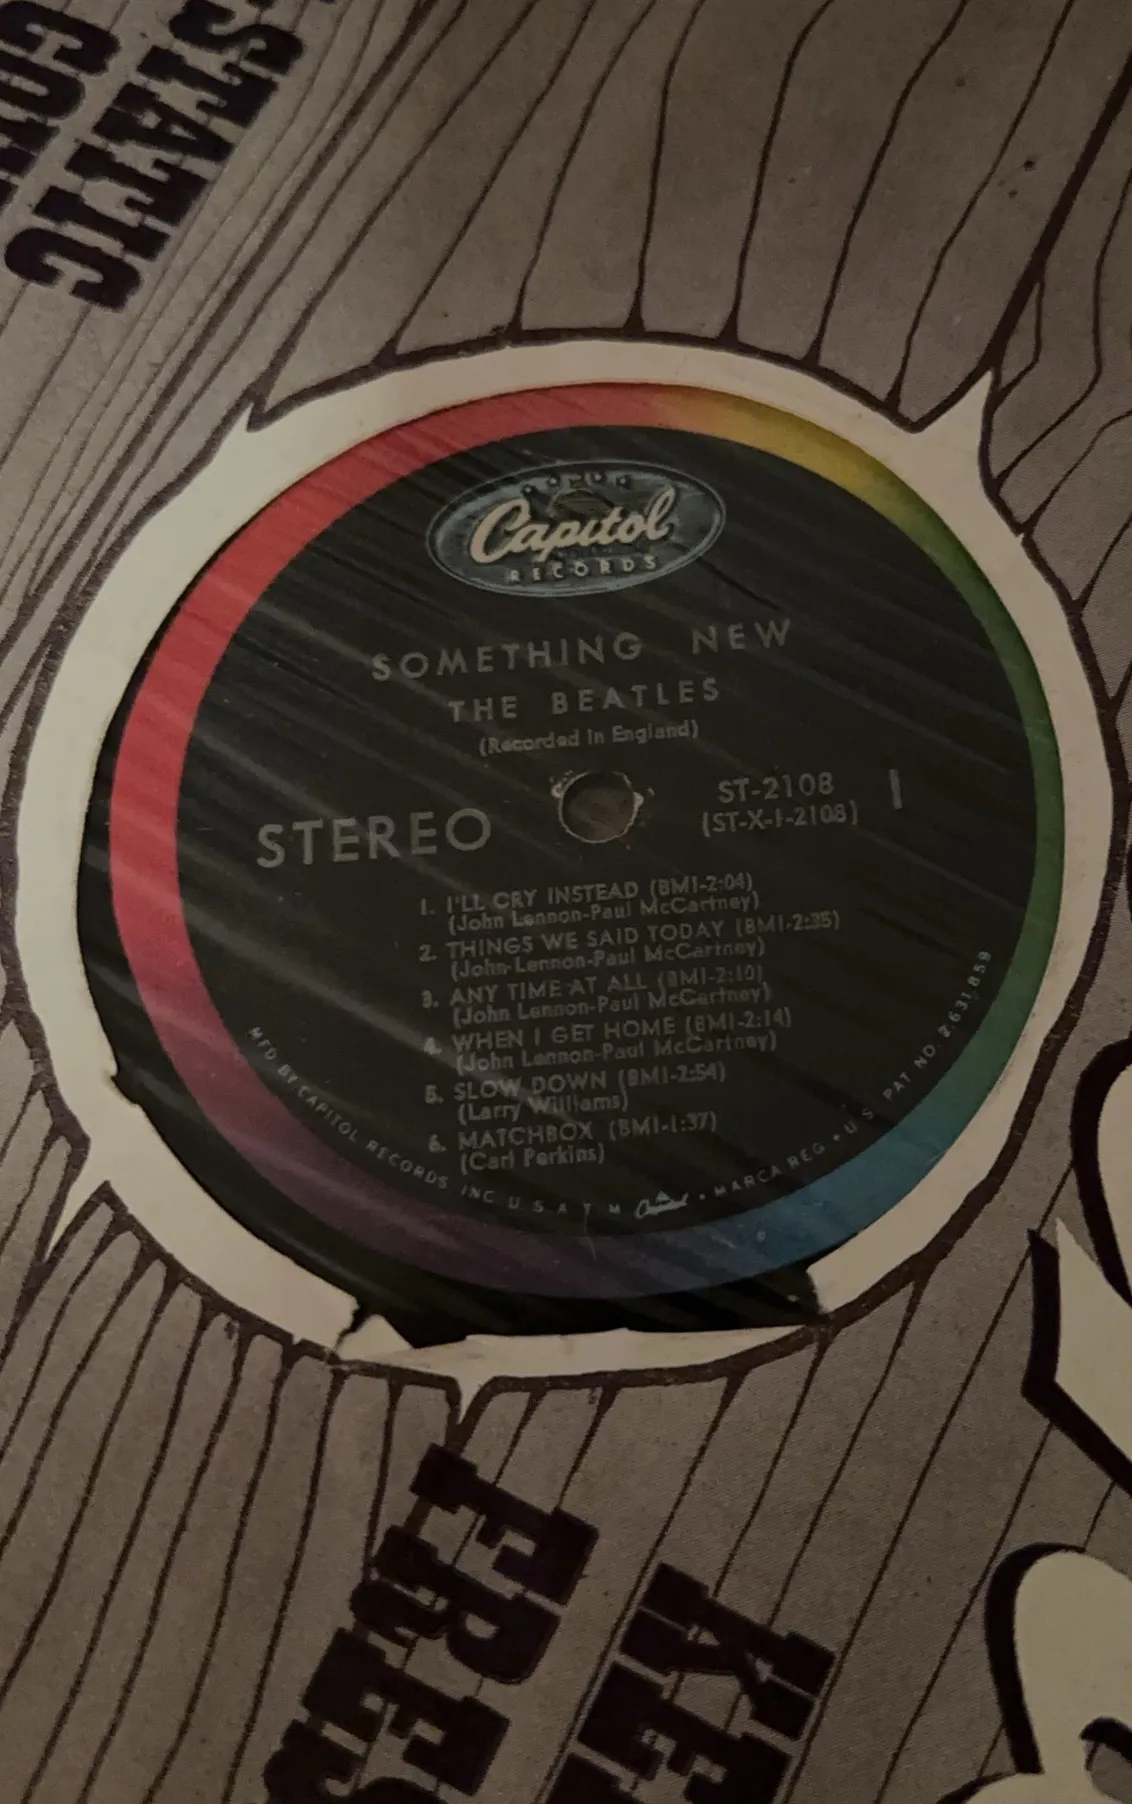 STATIC
Capitol
RECORDS
SOMETHING NEW
THE BEATLES
(Recorded in England)
STEREO
ST-2108
(ST-X-1-2108)
1
1. I'LL CRY INSTEAD (BMI-2:04)
(John Lennon-Paul McCartney)
2. THINGS WE SAID TODAY (BMI-2:35)
(John Lennon-Paul McCartney)
3. ANY TIME AT ALL (BMI-2:10)
(John Lennon-Paul McCartney)
4. WHEN I GET HOME (BMI-2:14)
(John Lennon-Paul McCartney)
5. SLOW DOWN (BMI-2:54)
(Larry Williams)
6. MATCHBOX (BMI-1:37)
(Carl Perkins)
MFD BY CAPITOL RECORDS INC U S A T M Capitol • MARCA REG • U S PAT NO. 2,631,859